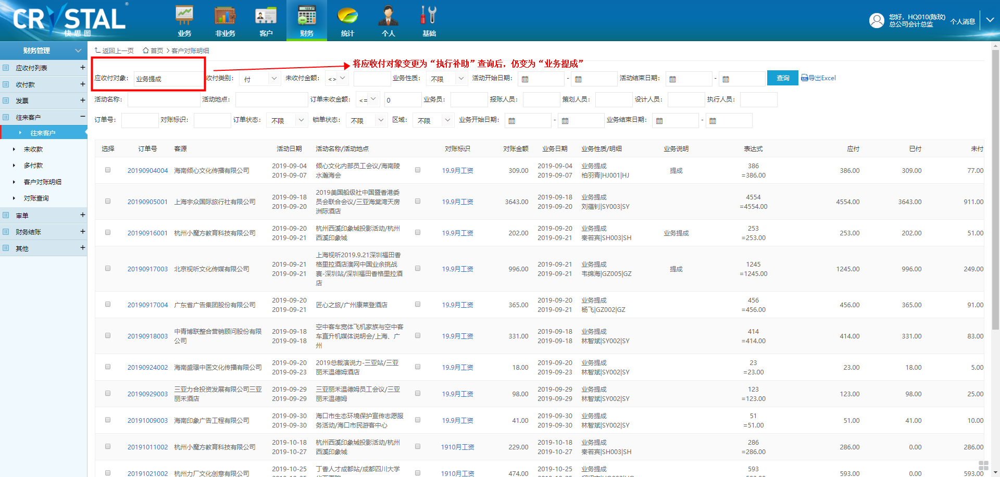 CRYSTAL®
快思图
业务
非业务
客户
财务
统计
个人
基础
您好，HQ010(陈玟)
总公司会计总监
个人消息
财务管理
应收付列表 +
收付款 +
发票 +
往来客户 −
往来客户
未收款
多付款
客户对账明细
对账查询
审单 +
财务结账 +
其他 +
返回上一页 首页 > 客户对账明细
将应收付对象变更为“执行补助”查询后，仍变为“业务提成”
应收付对象: 业务提成 收付类别: 付 未收付金额: <> 业务性质: 不限 活动开始日期: - 活动结束日期: - 查询 导出Excel
活动名称: 活动地点: 订单未收金额: <= 0 业务员: 报账人员: 策划人员: 设计人员: 执行人员:
订单号: 对账标识: 订单状态: 不限 锁单状态: 不限 区域: 不限 业务开始日期: - 业务结束日期: -
选择 订单号 客源 活动日期 活动名称/活动地点 对账标识 对账金额 业务日期 业务性质/明细 业务说明 表达式 应付 已付 未付
20190904004 海南倾心文化传播有限公司 2019-09-04 倾心文化内部员工会议/海南陵 19.9月工资 309.00 2019-09-04 业务提成 提成 386 386.00 309.00 77.00
2019-09-07 水瀚海会 2019-09-07 柏羽青|HJ001|HJ =386.00
2019美国船级社中国暨香港委
20190905001 上海宇众国际旅行社有限公司 2019-09-18 员会联合会议/三亚海棠湾天房 19.9月工资 3643.00 2019-09-18 业务提成 4554 4554.00 3643.00 911.00
2019-09-20 洲际酒店 2019-09-20 刘蕴钊|SY003|SY =4554.00
20190916001 杭州小魔方教育科技有限公司 2019-09-20 杭州西溪印象城投影活动/杭州 19.9月工资 202.00 2019-09-20 业务提成 业务提成 253 253.00 202.00 51.00
2019-09-21 西溪印象城 2019-09-21 秦若宾|SH003|SH =253.00
上海视听2019.9.21深圳福田香
20190917003 北京视听文化传媒有限公司 2019-09-21 格里拉酒店澳网中国业余挑战 19.9月工资 996.00 2019-09-21 业务提成 提成 1245 1245.00 996.00 249.00
2019-09-21 赛-深圳站/深圳福田香格里拉酒 2019-09-21 韦绵海|GZ005|GZ =1245.00
店
20190917004 广东省广告集团股份有限公司 2019-09-20 匠心之旅/广州康莱登酒店 19.9月工资 365.00 2019-09-20 业务提成 456 456.00 365.00 91.00
2019-09-21 2019-09-21 杨飞|GZ002|GZ =456.00
空中客车宽体飞机家族与空中客
20190918003 中青博联整合营销顾问股份有限 2019-09-18 车直升机媒体说明会/上海、广 19.9月工资 331.00 2019-09-18 业务提成 414 414.00 331.00 83.00
公司 2019-09-18 州 2019-09-18 林智斌|SY002|SY =414.00
20190924002 海南盛璟中医文化传播有限公司 2019-09-20 2019总裁演说力-三亚站/三亚 19.9月工资 18.00 2019-09-20 业务提成 23 23.00 18.00 5.00
2019-09-23 丽禾温德姆酒店 2019-09-23 林智斌|SY002|SY =23.00
20190929003 三亚力合投资发展有限公司三亚 2019-09-29 三亚丽禾温德姆员工会议/三亚 19.9月工资 98.00 2019-09-29 业务提成 123 123.00 98.00 25.00
丽禾酒店 2019-09-29 丽禾温德姆 2019-09-29 林智斌|SY002|SY =123.00
20191009003 海南印象广告工程有限公司 2019-09-30 海口市生态环境保护宣传志愿服 19.9月工资 41.00 2019-09-30 业务提成 51 51.00 41.00 10.00
2019-09-30 务活动/海口市民游客中心 2019-09-30 林智斌|SY002|SY =51.00
20191011002 杭州小魔方教育科技有限公司 2019-10-18 杭州西溪印象城投影活动/杭州 1910月工资 229.00 2019-10-18 业务提成 286 286.00 0.00 286.00
2019-10-27 西溪印象城 2019-10-27 秦若宾|SH003|SH =286.00
20191021002 杭州力厂文化创意有限公司 2019-10-25 丁香人才成都站/成都四川大学 1910月工资 474.00 2019-10-25 业务提成 593 593.00 0.00 593.00